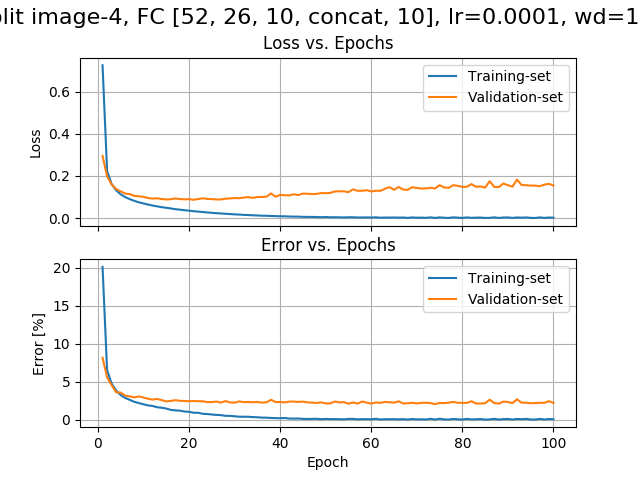 lit image-4, FC [52, 26, 10, concat, 10], lr=0.0001, wd=1
Loss vs. Epochs
Loss
0.6
0.4
0.2
0.0
Training-set
Validation-set
Error vs. Epochs
Error [%]
20
15
10
5
0
Training-set
Validation-set
0 20 40 60 80 100
Epoch